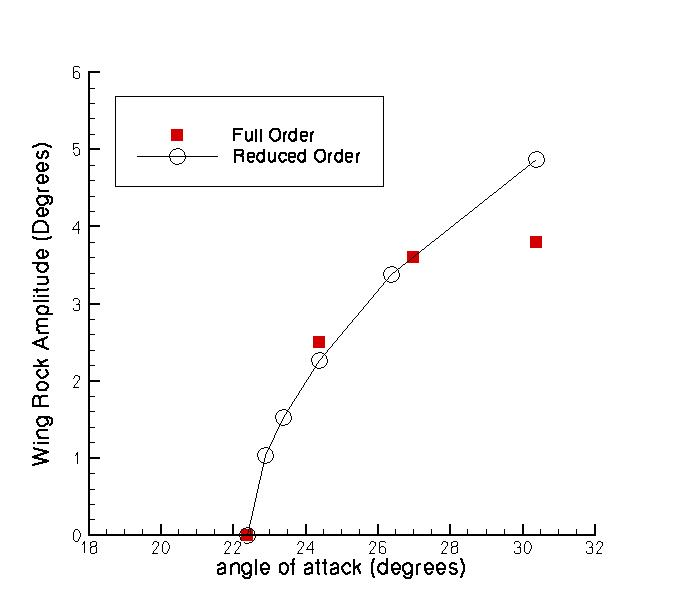 6
5
4
3
2
1
0
Wing Rock Amplitude (Degrees)
Full Order
Reduced Order
18 20 22 24 26 28 30 32
angle of attack (degrees)